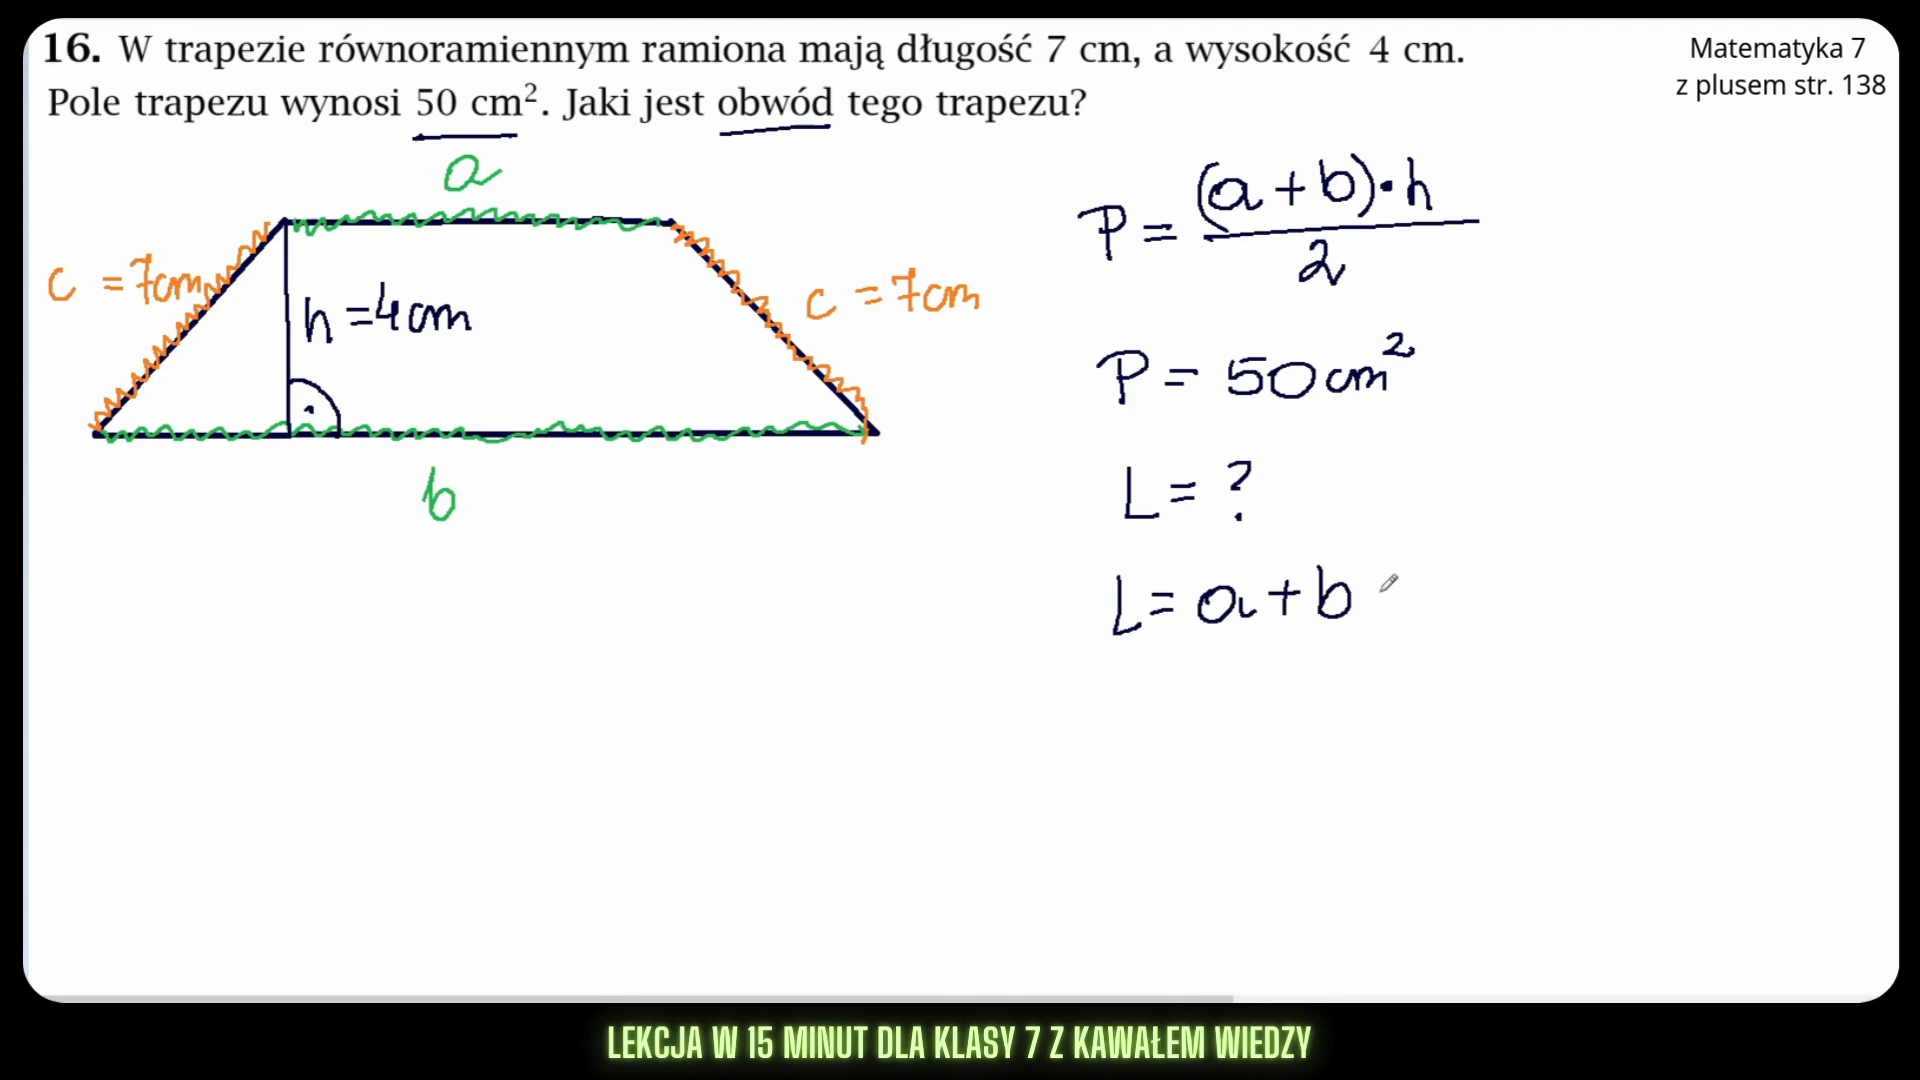 16. W trapezie równoramiennym ramiona mają długość 7 cm, a wysokość 4 cm.
Pole trapezu wynosi 50 cm². Jaki jest obwód tego trapezu?
Matematyka 7
z plusem str. 138
a
c = 7cm
h = 4cm
c = 7cm
b
P = (a + b) · h / 2
P = 50cm²
L = ?
L = a + b
LEKCJA W 15 MINUT DLA KLASY 7 Z KAWAŁEM WIEDZY